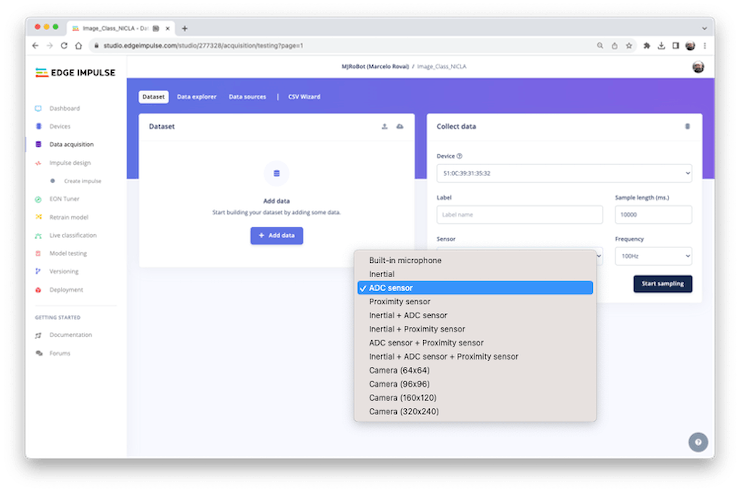 Image_Class_NICLA - Dat
studio.edgeimpulse.com/studio/277328/acquisition/testing?page=1
EDGE IMPULSE
MJRoBot (Marcelo Rovai) / Image_Class_NICLA
Dashboard
Devices
Data acquisition
Impulse design
Create impulse
EON Tuner
Retrain model
Live classification
Model testing
Versioning
Deployment
GETTING STARTED
Documentation
Forums
Dataset Data explorer Data sources | CSV Wizard
Dataset
Add data
Start building your dataset by adding some data.
+ Add data
Collect data
Device ?
51:0C:39:31:35:32
Label Sample length (ms.)
Label name 10000
Sensor Frequency
100Hz
Start sampling
Built-in microphone
Inertial
✓ ADC sensor
Proximity sensor
Inertial + ADC sensor
Inertial + Proximity sensor
ADC sensor + Proximity sensor
Inertial + ADC sensor + Proximity sensor
Camera (64x64)
Camera (96x96)
Camera (160x120)
Camera (320x240)
?